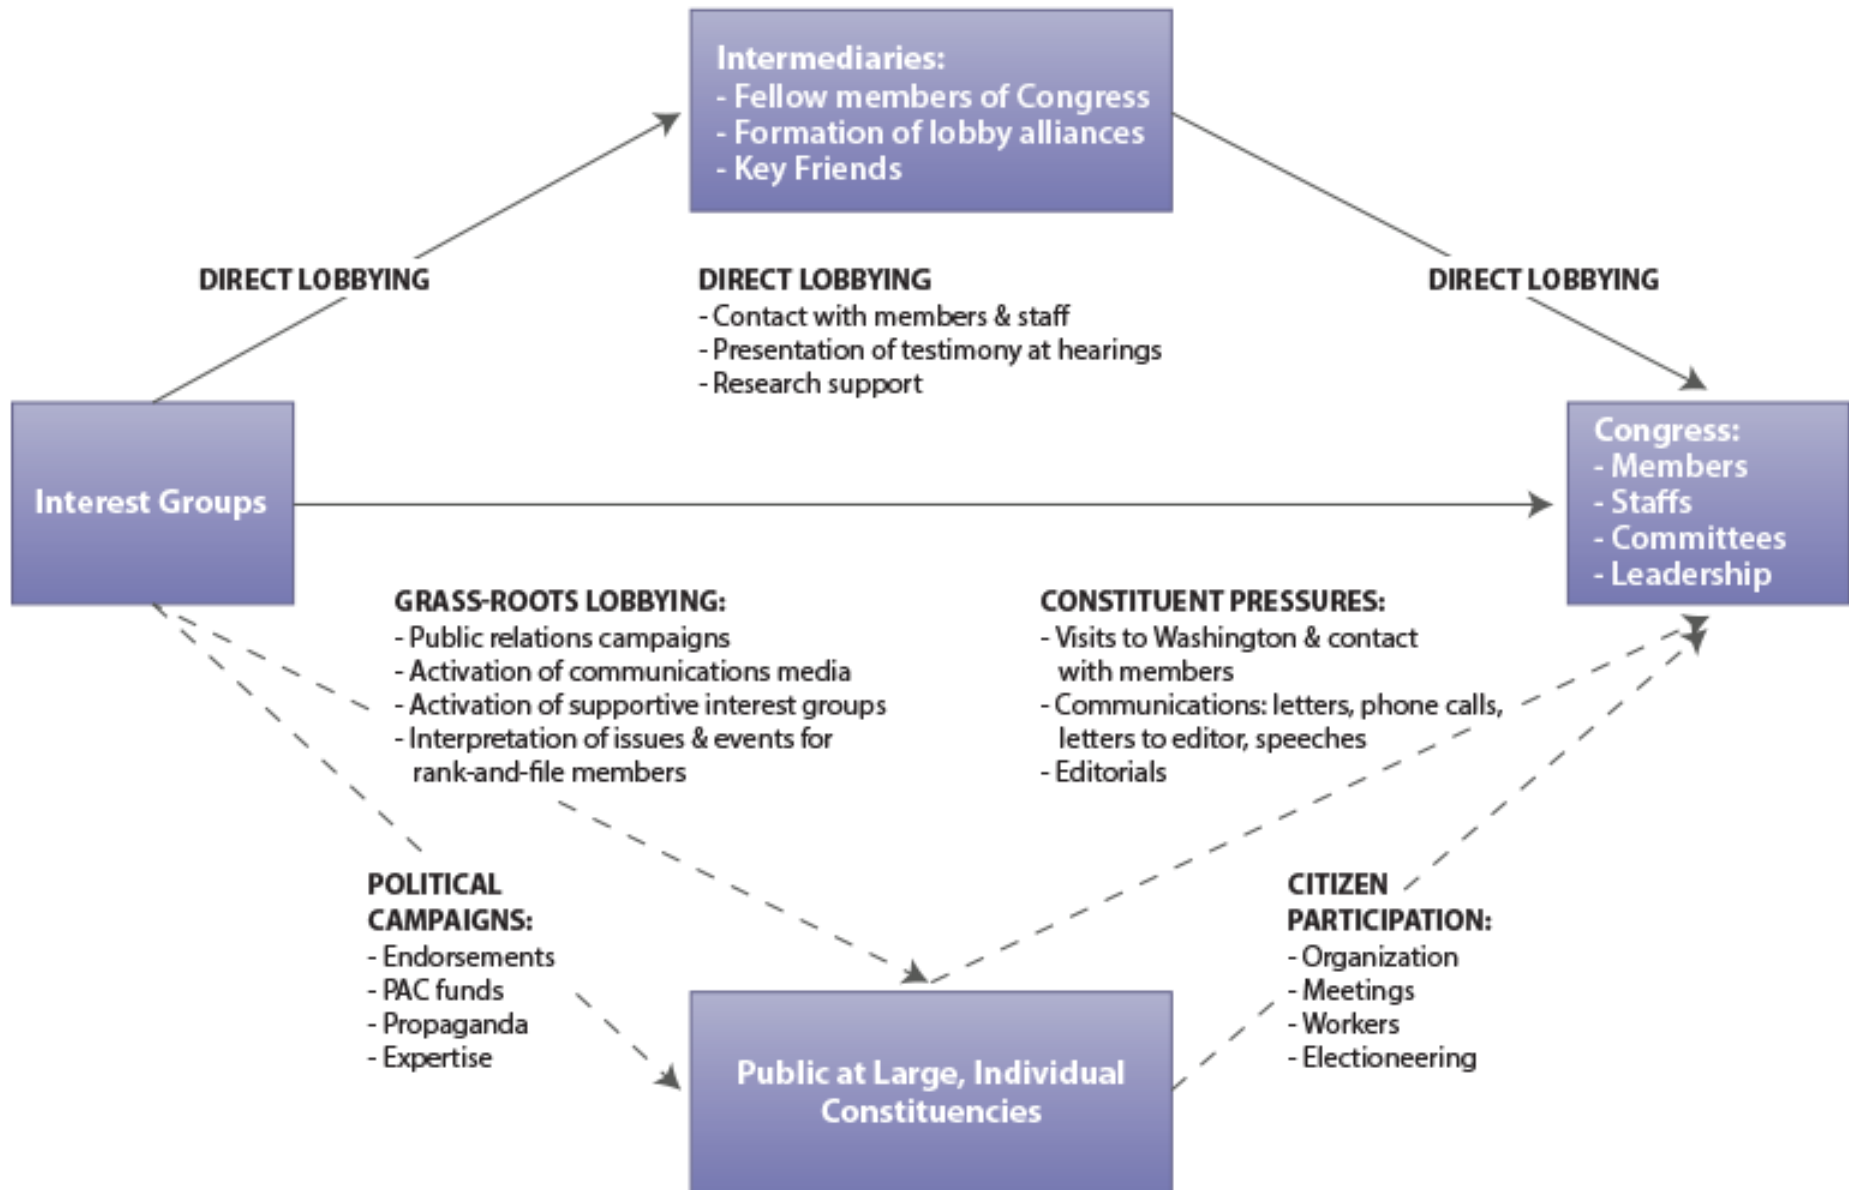 Intermediaries:
- Fellow members of Congress
- Formation of lobby alliances
- Key Friends
DIRECT LOBBYING
DIRECT LOBBYING
- Contact with members & staff
- Presentation of testimony at hearings
- Research support
DIRECT LOBBYING
Interest Groups
Congress:
- Members
- Staffs
- Committees
- Leadership
GRASS-ROOTS LOBBYING:
- Public relations campaigns
- Activation of communications media
- Activation of supportive interest groups
- Interpretation of issues & events for
rank-and-file members
CONSTITUENT PRESSURES:
- Visits to Washington & contact
with members
- Communications: letters, phone calls,
letters to editor, speeches
- Editorials
POLITICAL
CAMPAIGNS:
- Endorsements
- PAC funds
- Propaganda
- Expertise
CITIZEN
PARTICIPATION:
- Organization
- Meetings
- Workers
- Electioneering
Public at Large, Individual
Constituencies